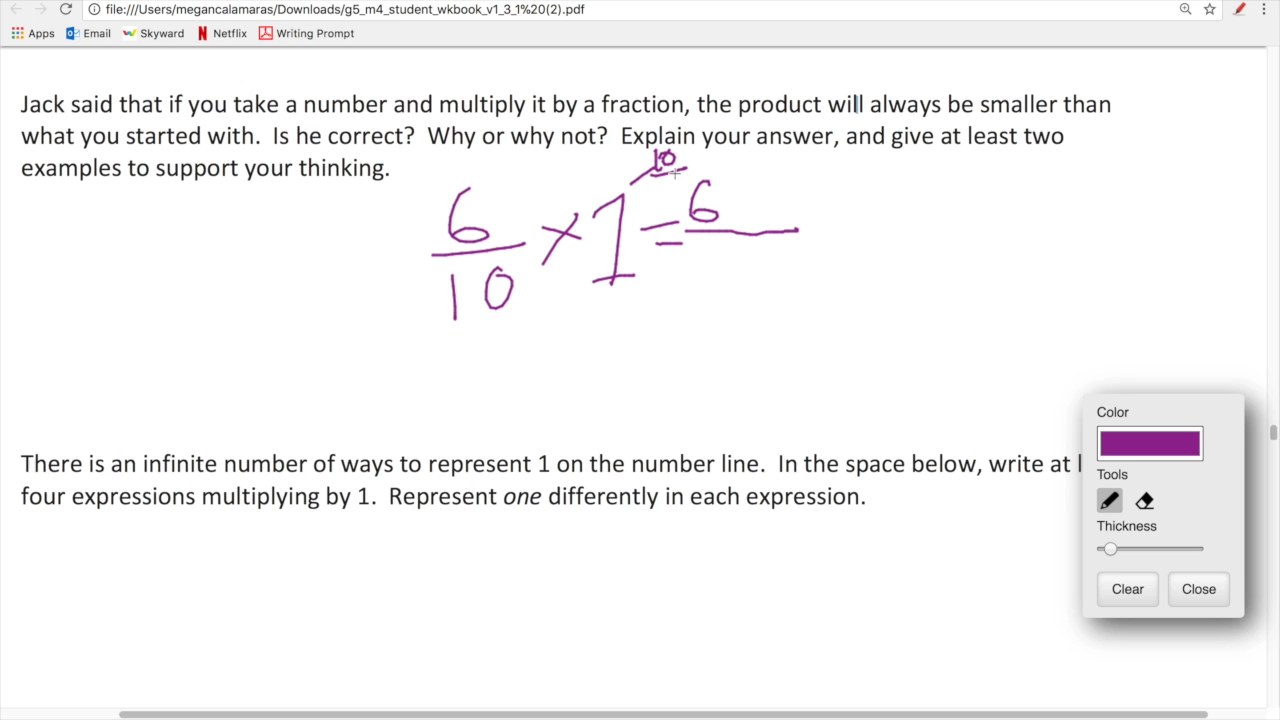 file:///Users/megancalamaras/Downloads/g5_m4_student_wkbook_v1_3_1%20(2).pdf
Apps Email Skyward Netflix Writing Prompt
Jack said that if you take a number and multiply it by a fraction, the product will always be smaller than
what you started with. Is he correct? Why or why not? Explain your answer, and give at least two
examples to support your thinking.
10
6 × 1 = 6
10
Color
There is an infinite number of ways to represent 1 on the number line. In the space below, write at l
Tools
four expressions multiplying by 1. Represent one differently in each expression.
Thickness
Clear Close